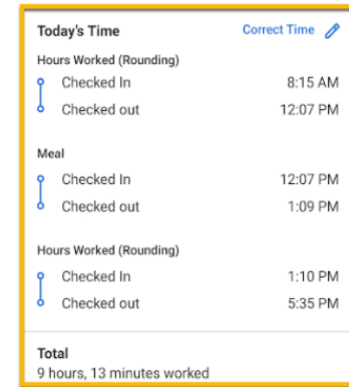 Today's Time Correct Time
Hours Worked (Rounding)
Checked In 8:15 AM
Checked out 12:07 PM
Meal
Checked In 12:07 PM
Checked out 1:09 PM
Hours Worked (Rounding)
Checked In 1:10 PM
Checked out 5:35 PM
Total
9 hours, 13 minutes worked